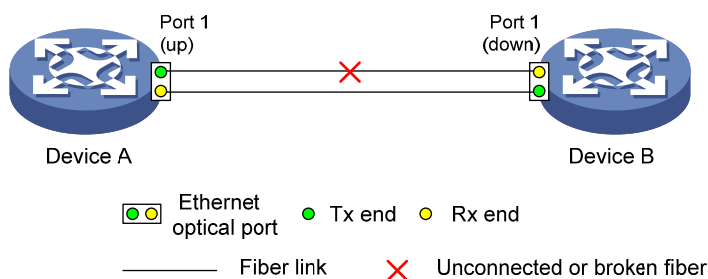 Port 1
(up)
Port 1
(down)
Device A
Device B
Ethernet
optical port
Tx end
Rx end
Fiber link
Unconnected or broken fiber